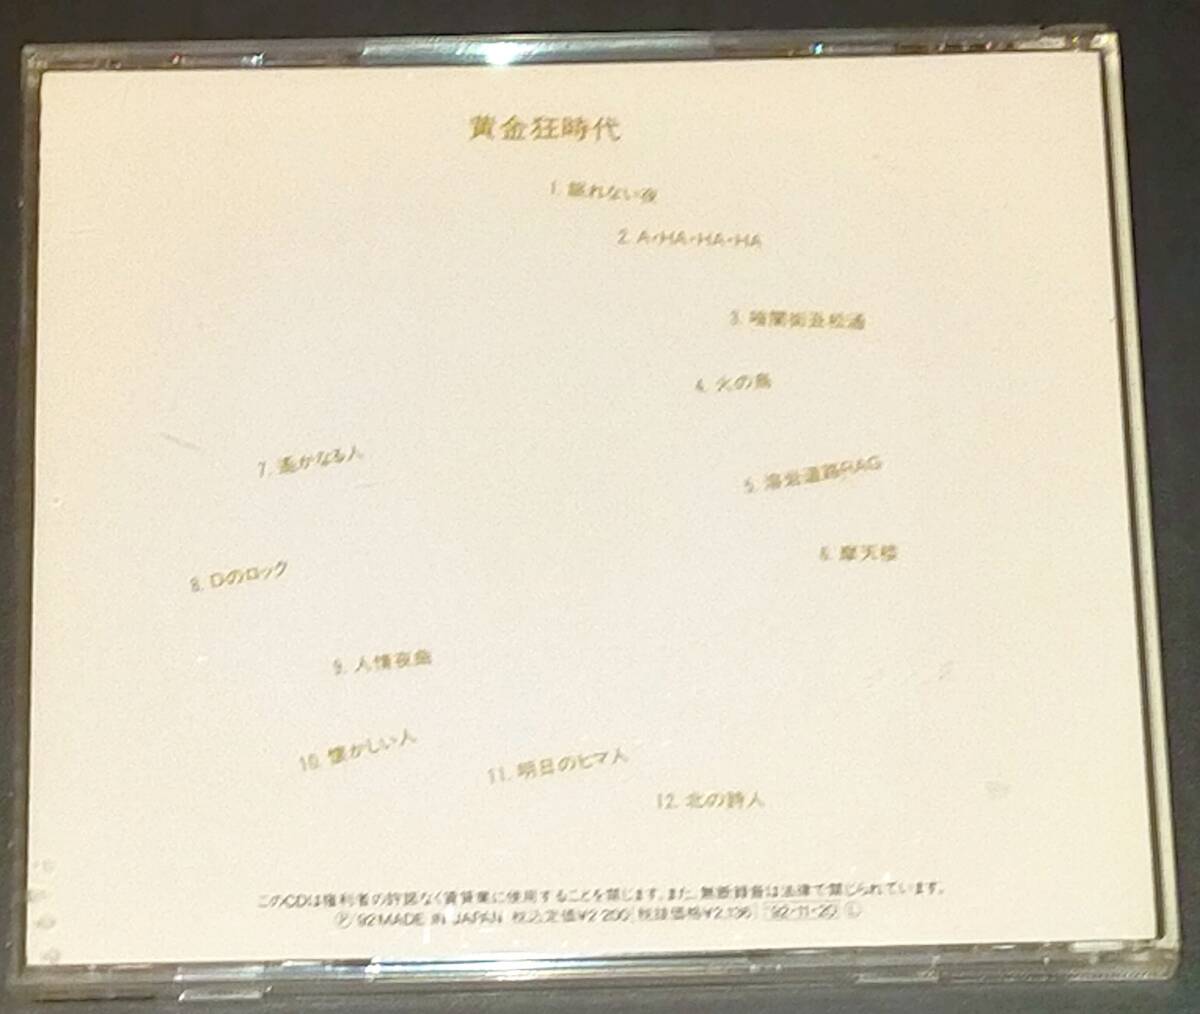 黄金狂時代
1. 眠れない夜
2. A・HA・HA・HA
3. 暗闇街丑松通
4. 火の鳥
5. 溶岩道路RAG
6. 摩天楼
7. 遥かなる人
8. Dのロック
9. 人情夜曲
10. 懐かしい人
11. 明日のヒマ人
12. 北の詩人
このCDは権利者の許諾なく賃貸業に使用することを禁じます。また、無断録音は法律で禁じられています。
Ⓟ'92 MADE IN JAPAN 税込定価¥2,200 税抜価格¥2,136 '92・11・20 Ⓛ